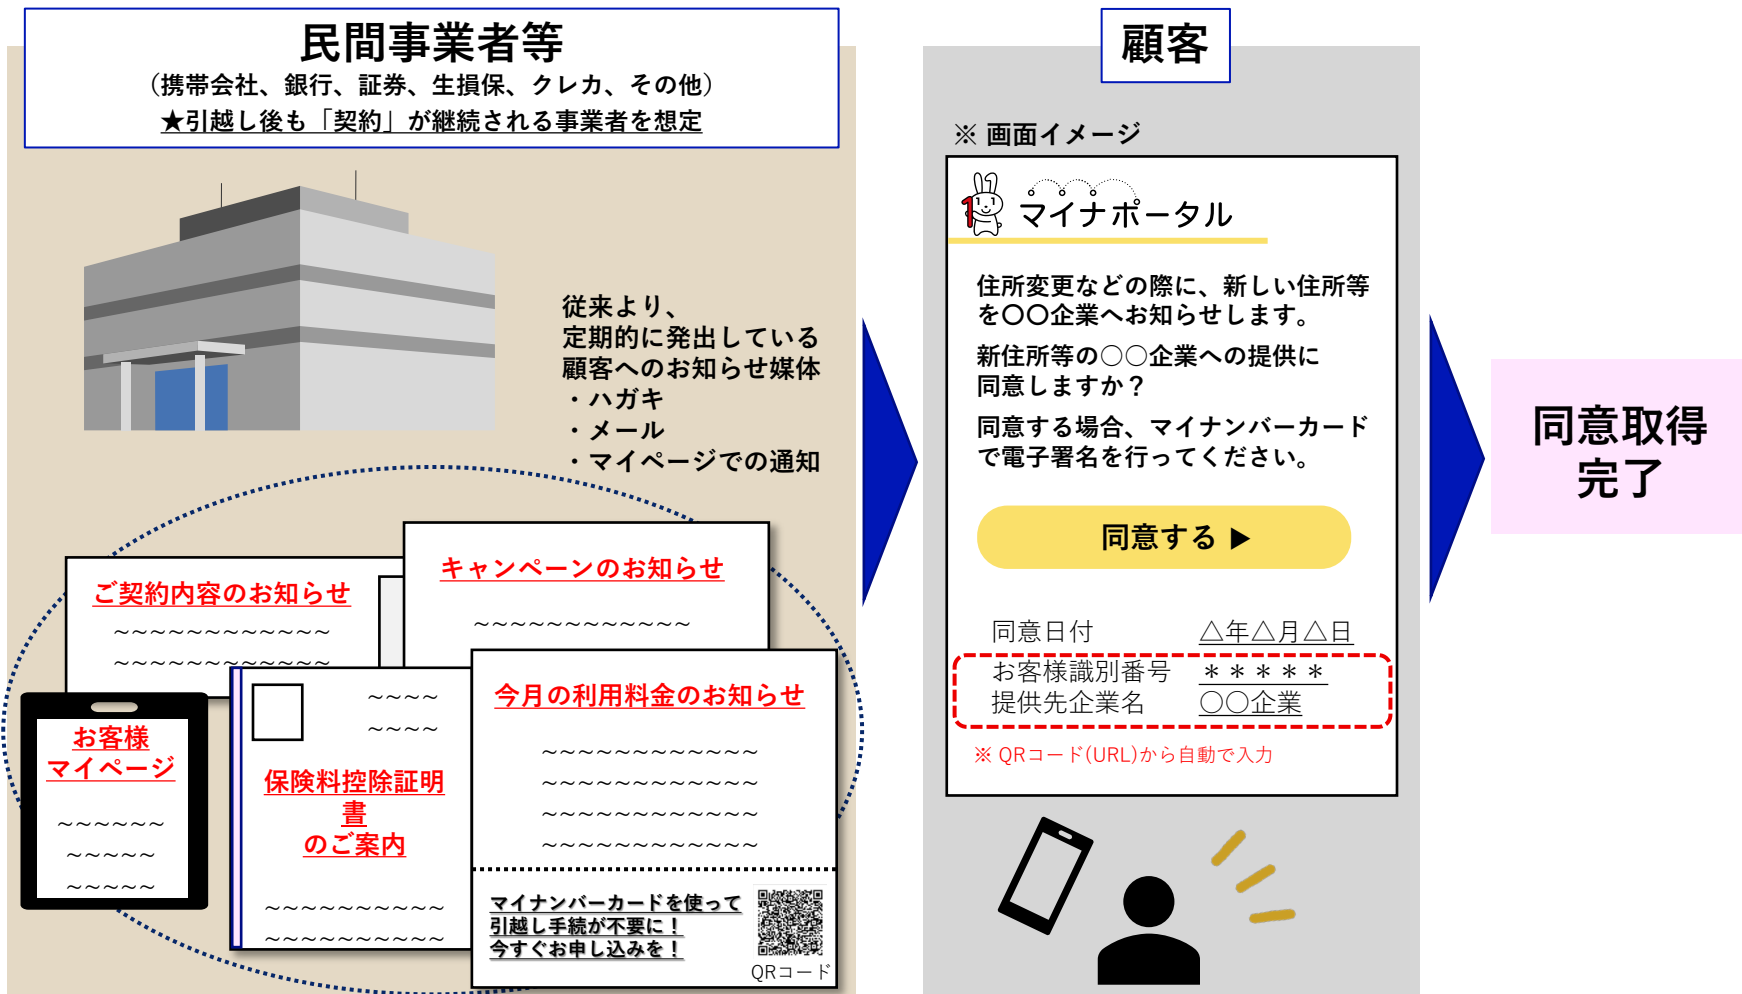 民間事業者等
（携帯会社、銀行、証券、生損保、クレカ、その他）
★引越し後も「契約」が継続される事業者を想定
従来より、
定期的に発出している
顧客へのお知らせ媒体
・ハガキ
・メール
・マイページでの通知
ご契約内容のお知らせ
～～～～～～～～～～～～
～～～～～～～～～～～～
キャンペーンのお知らせ
～～～～～～～～～～～～
お客様
マイページ
～～～～～～
～～～～～
～～～～～
～～～～
～～～～
保険料控除証明
書
のご案内
～～～～～～～～～～
～～～～～～～～～～
今月の利用料金のお知らせ
～～～～～～～～～～～～
～～～～～～～～～～～～
～～～～～～～～～～～～
～～～～～～～～～～～～
マイナンバーカードを使って
引越し手続が不要に！
今すぐお申し込みを！
QRコード
顧客
※ 画面イメージ
マイナポータル
住所変更などの際に、新しい住所等
を〇〇企業へお知らせします。
新住所等の○○企業への提供に
同意しますか？
同意する場合、マイナンバーカード
で電子署名を行ってください。
同意する ▶
同意日付 △年△月△日
お客様識別番号 ＊＊＊＊＊
提供先企業名 〇〇企業
※ QRコード(URL)から自動で入力
同意取得
完了